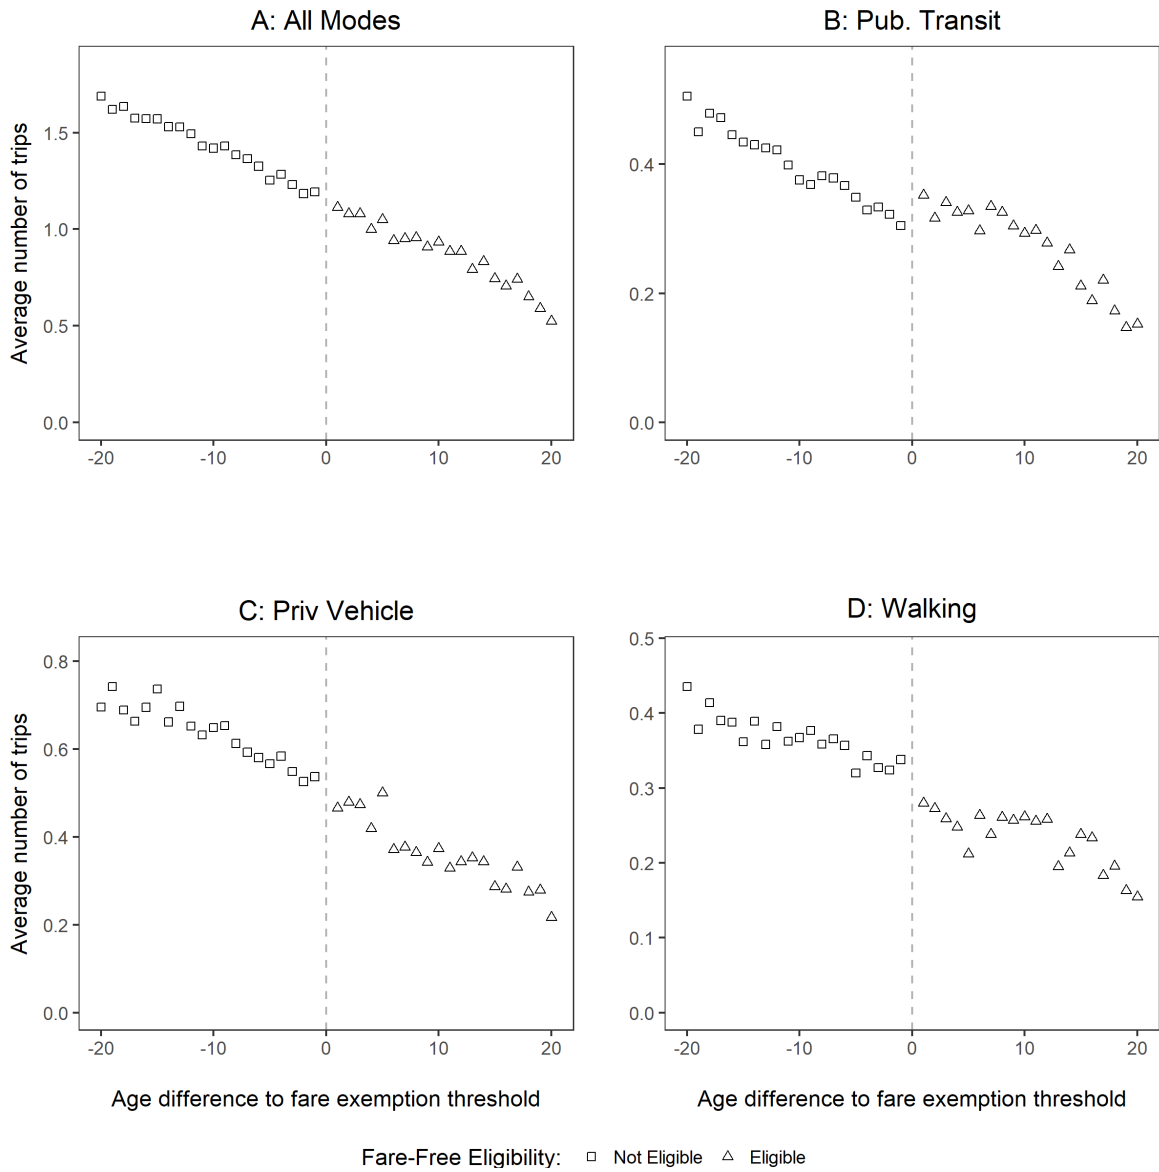 A: All Modes
B: Pub. Transit
Average number of trips
1.5
1.0
0.5
0.0
-20 -10 0 10 20
0.4
0.2
0.0
-20 -10 0 10 20
C: Priv Vehicle
D: Walking
Average number of trips
0.8
0.6
0.4
0.2
0.0
-20 -10 0 10 20
0.5
0.4
0.3
0.2
0.1
0.0
-20 -10 0 10 20
Age difference to fare exemption threshold
Age difference to fare exemption threshold
Fare-Free Eligibility: Not Eligible Eligible